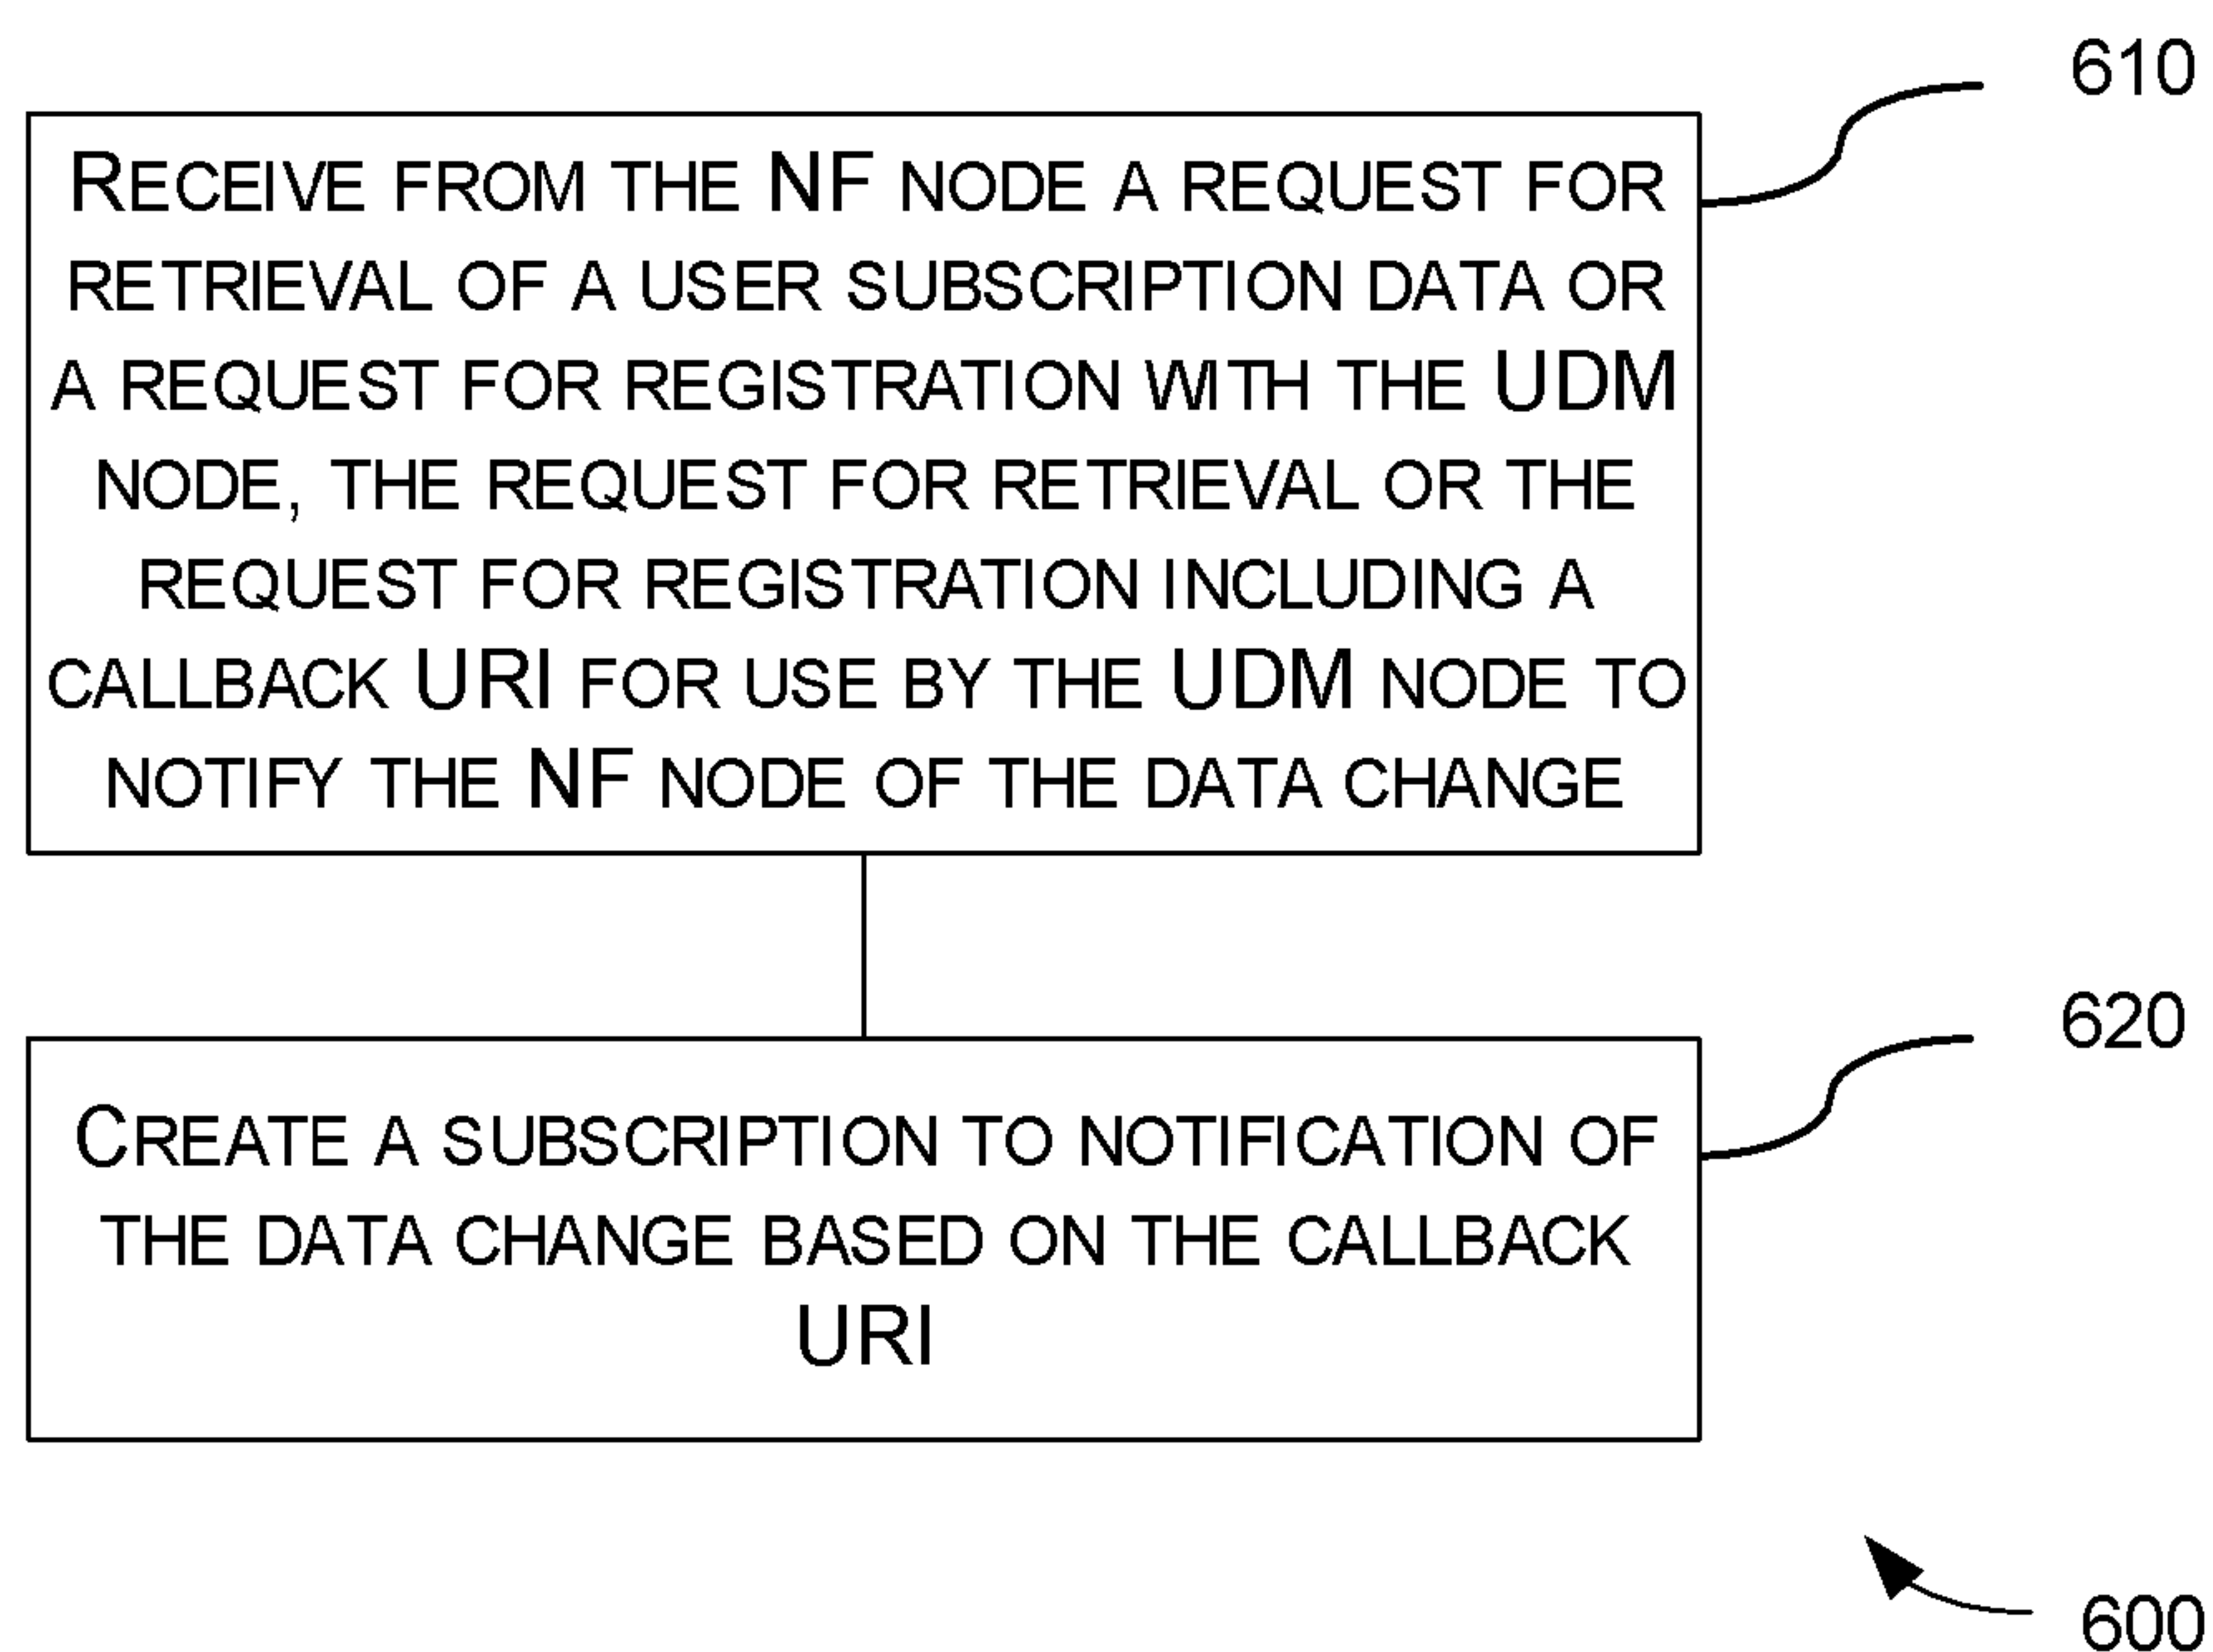 610
RECEIVE FROM THE NF NODE A REQUEST FOR
RETRIEVAL OF A USER SUBSCRIPTION DATA OR
A REQUEST FOR REGISTRATION WITH THE UDM
NODE, THE REQUEST FOR RETRIEVAL OR THE
REQUEST FOR REGISTRATION INCLUDING A
CALLBACK URI FOR USE BY THE UDM NODE TO
NOTIFY THE NF NODE OF THE DATA CHANGE
620
CREATE A SUBSCRIPTION TO NOTIFICATION OF
THE DATA CHANGE BASED ON THE CALLBACK
URI
600